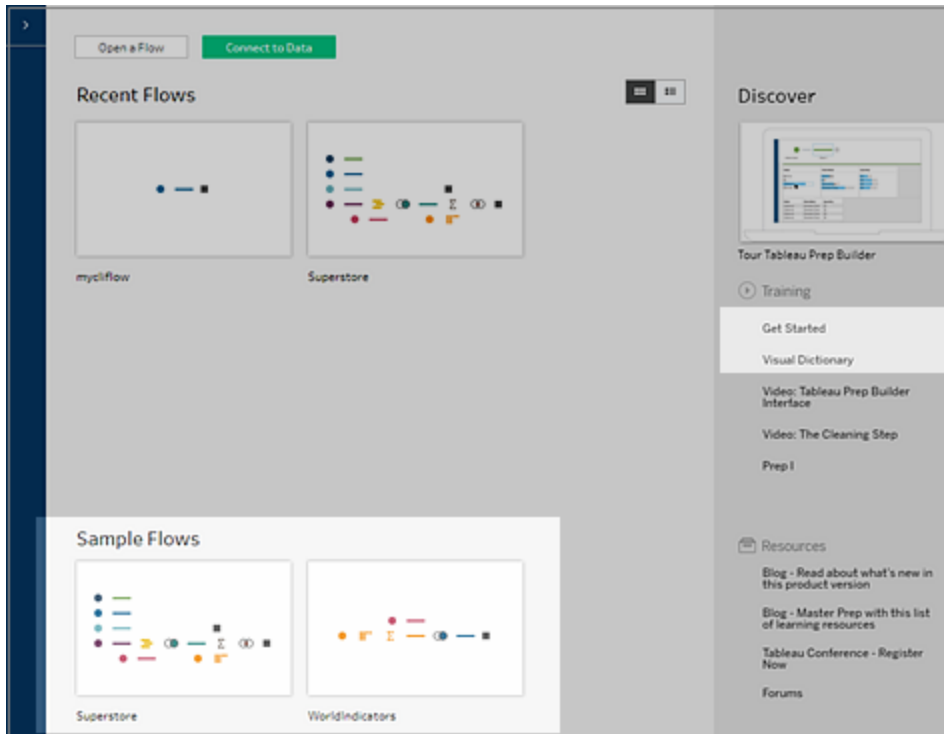 Open a Flow
Connect to Data
Recent Flows
mycliflow
Superstore
Sample Flows
Superstore
WorldIndicators
Discover
Tour Tableau Prep Builder
Training
Get Started
Visual Dictionary
Video: Tableau Prep Builder
Interface
Video: The Cleaning Step
Prep I
Resources
Blog - Read about what's new in
this product version
Blog - Master Prep with this list
of learning resources
Tableau Conference - Register
Now
Forums